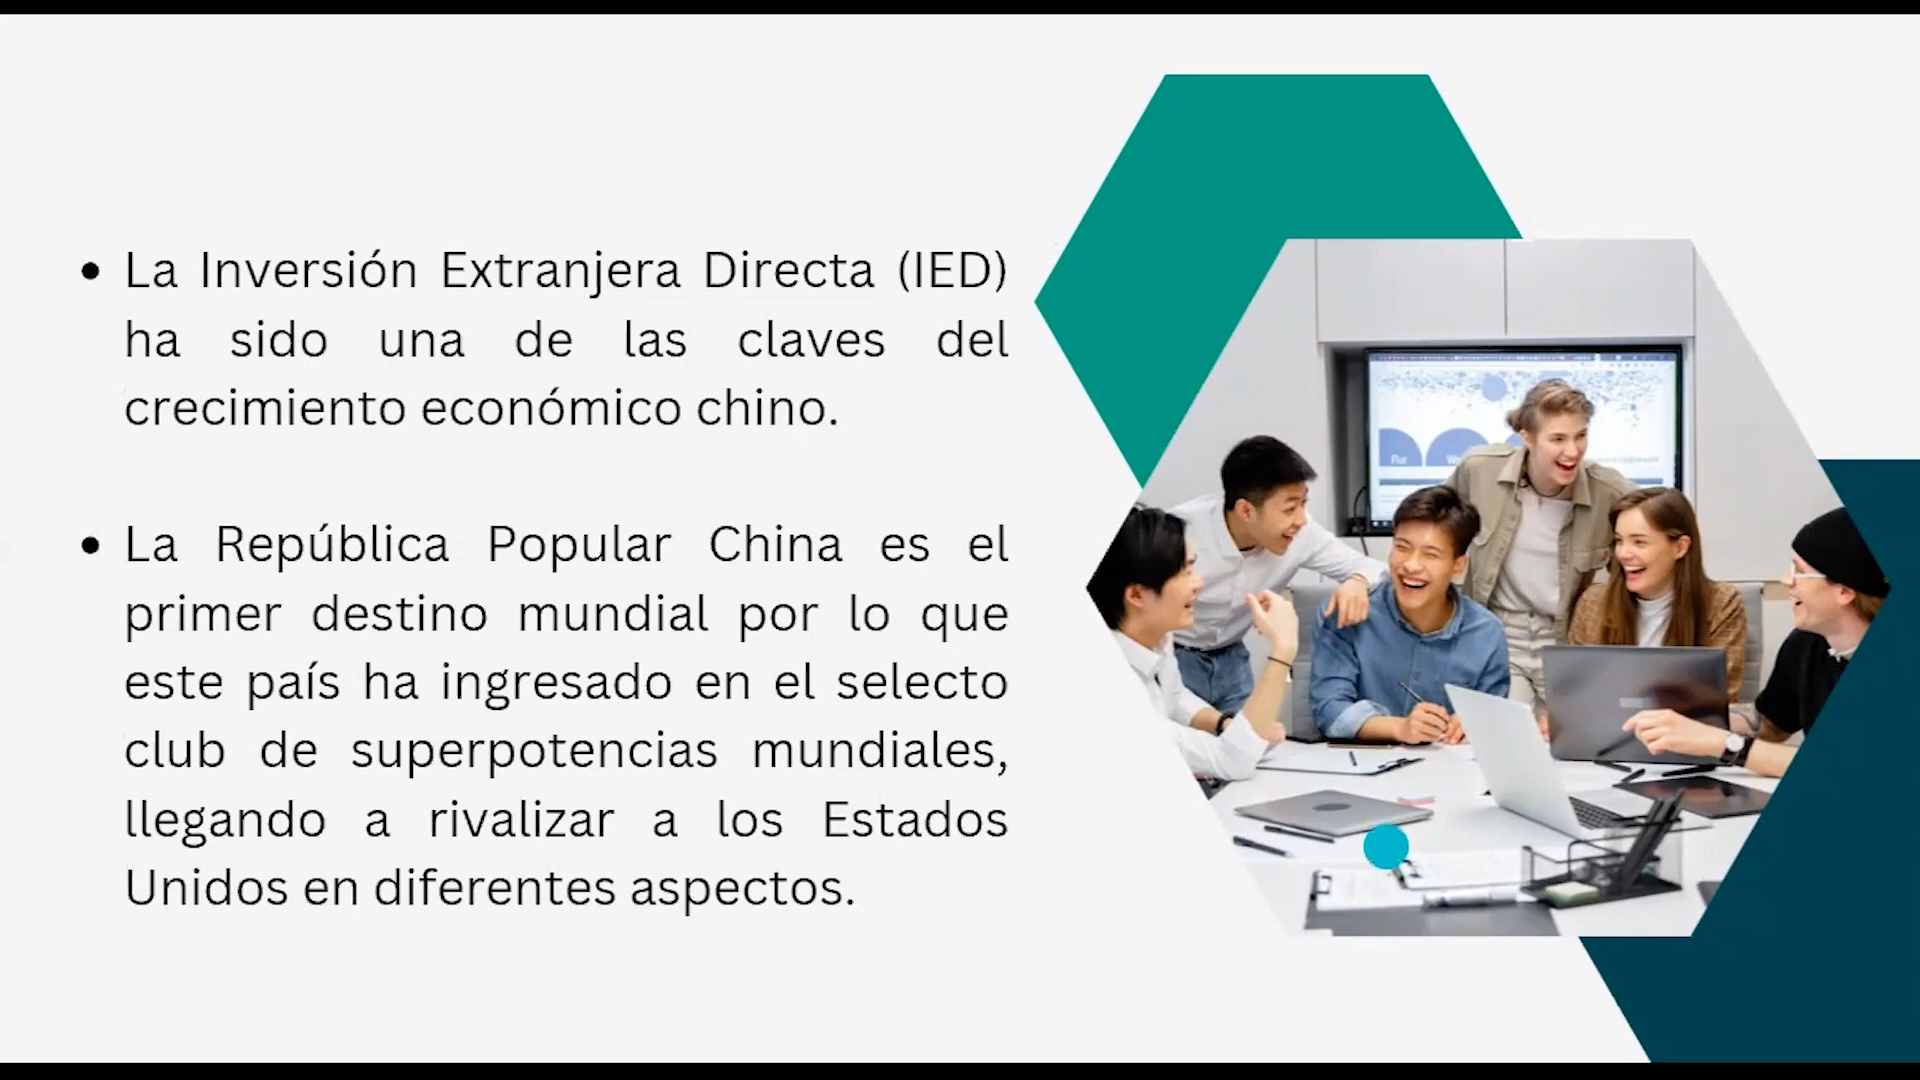 • La Inversión Extranjera Directa (IED)
ha sido una de las claves del
crecimiento económico chino.
• La República Popular China es el
primer destino mundial por lo que
este país ha ingresado en el selecto
club de superpotencias mundiales,
llegando a rivalizar a los Estados
Unidos en diferentes aspectos.